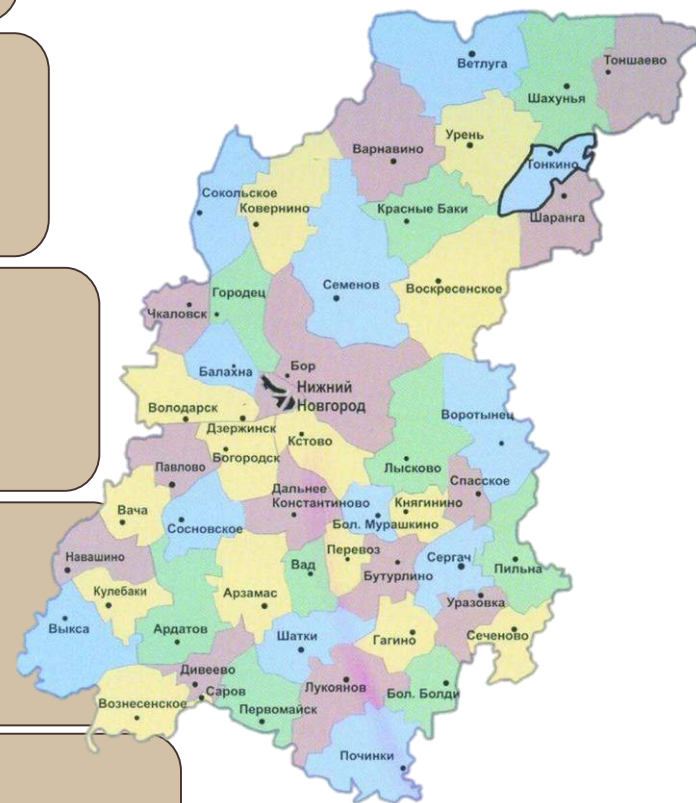 Ветлуга
Тоншаево
Шахунья
Урень
Варнавино
Тонкино
Сокольское
Ковернино
Красные Баки
Шаранга
Городец
Семенов
Воскресенское
Чкаловск
Бор
Балахна
Нижний
Новгород
Володарск
Воротынец
Дзержинск
Кстово
Богородск
Павлово
Лысково
Спасское
Дальнее
Константиново
Вача
Княгинино
Сосновское
Бол. Мурашкино
Навашино
Перевоз
Сергач
Вад
Бутурлино
Пильна
Кулебаки
Арзамас
Уразовка
Выкса
Ардатов
Шатки
Гагино
Сеченово
Дивеево
Саров
Лукоянов
Бол. Болди
Вознесенское
Первомайск
Починки